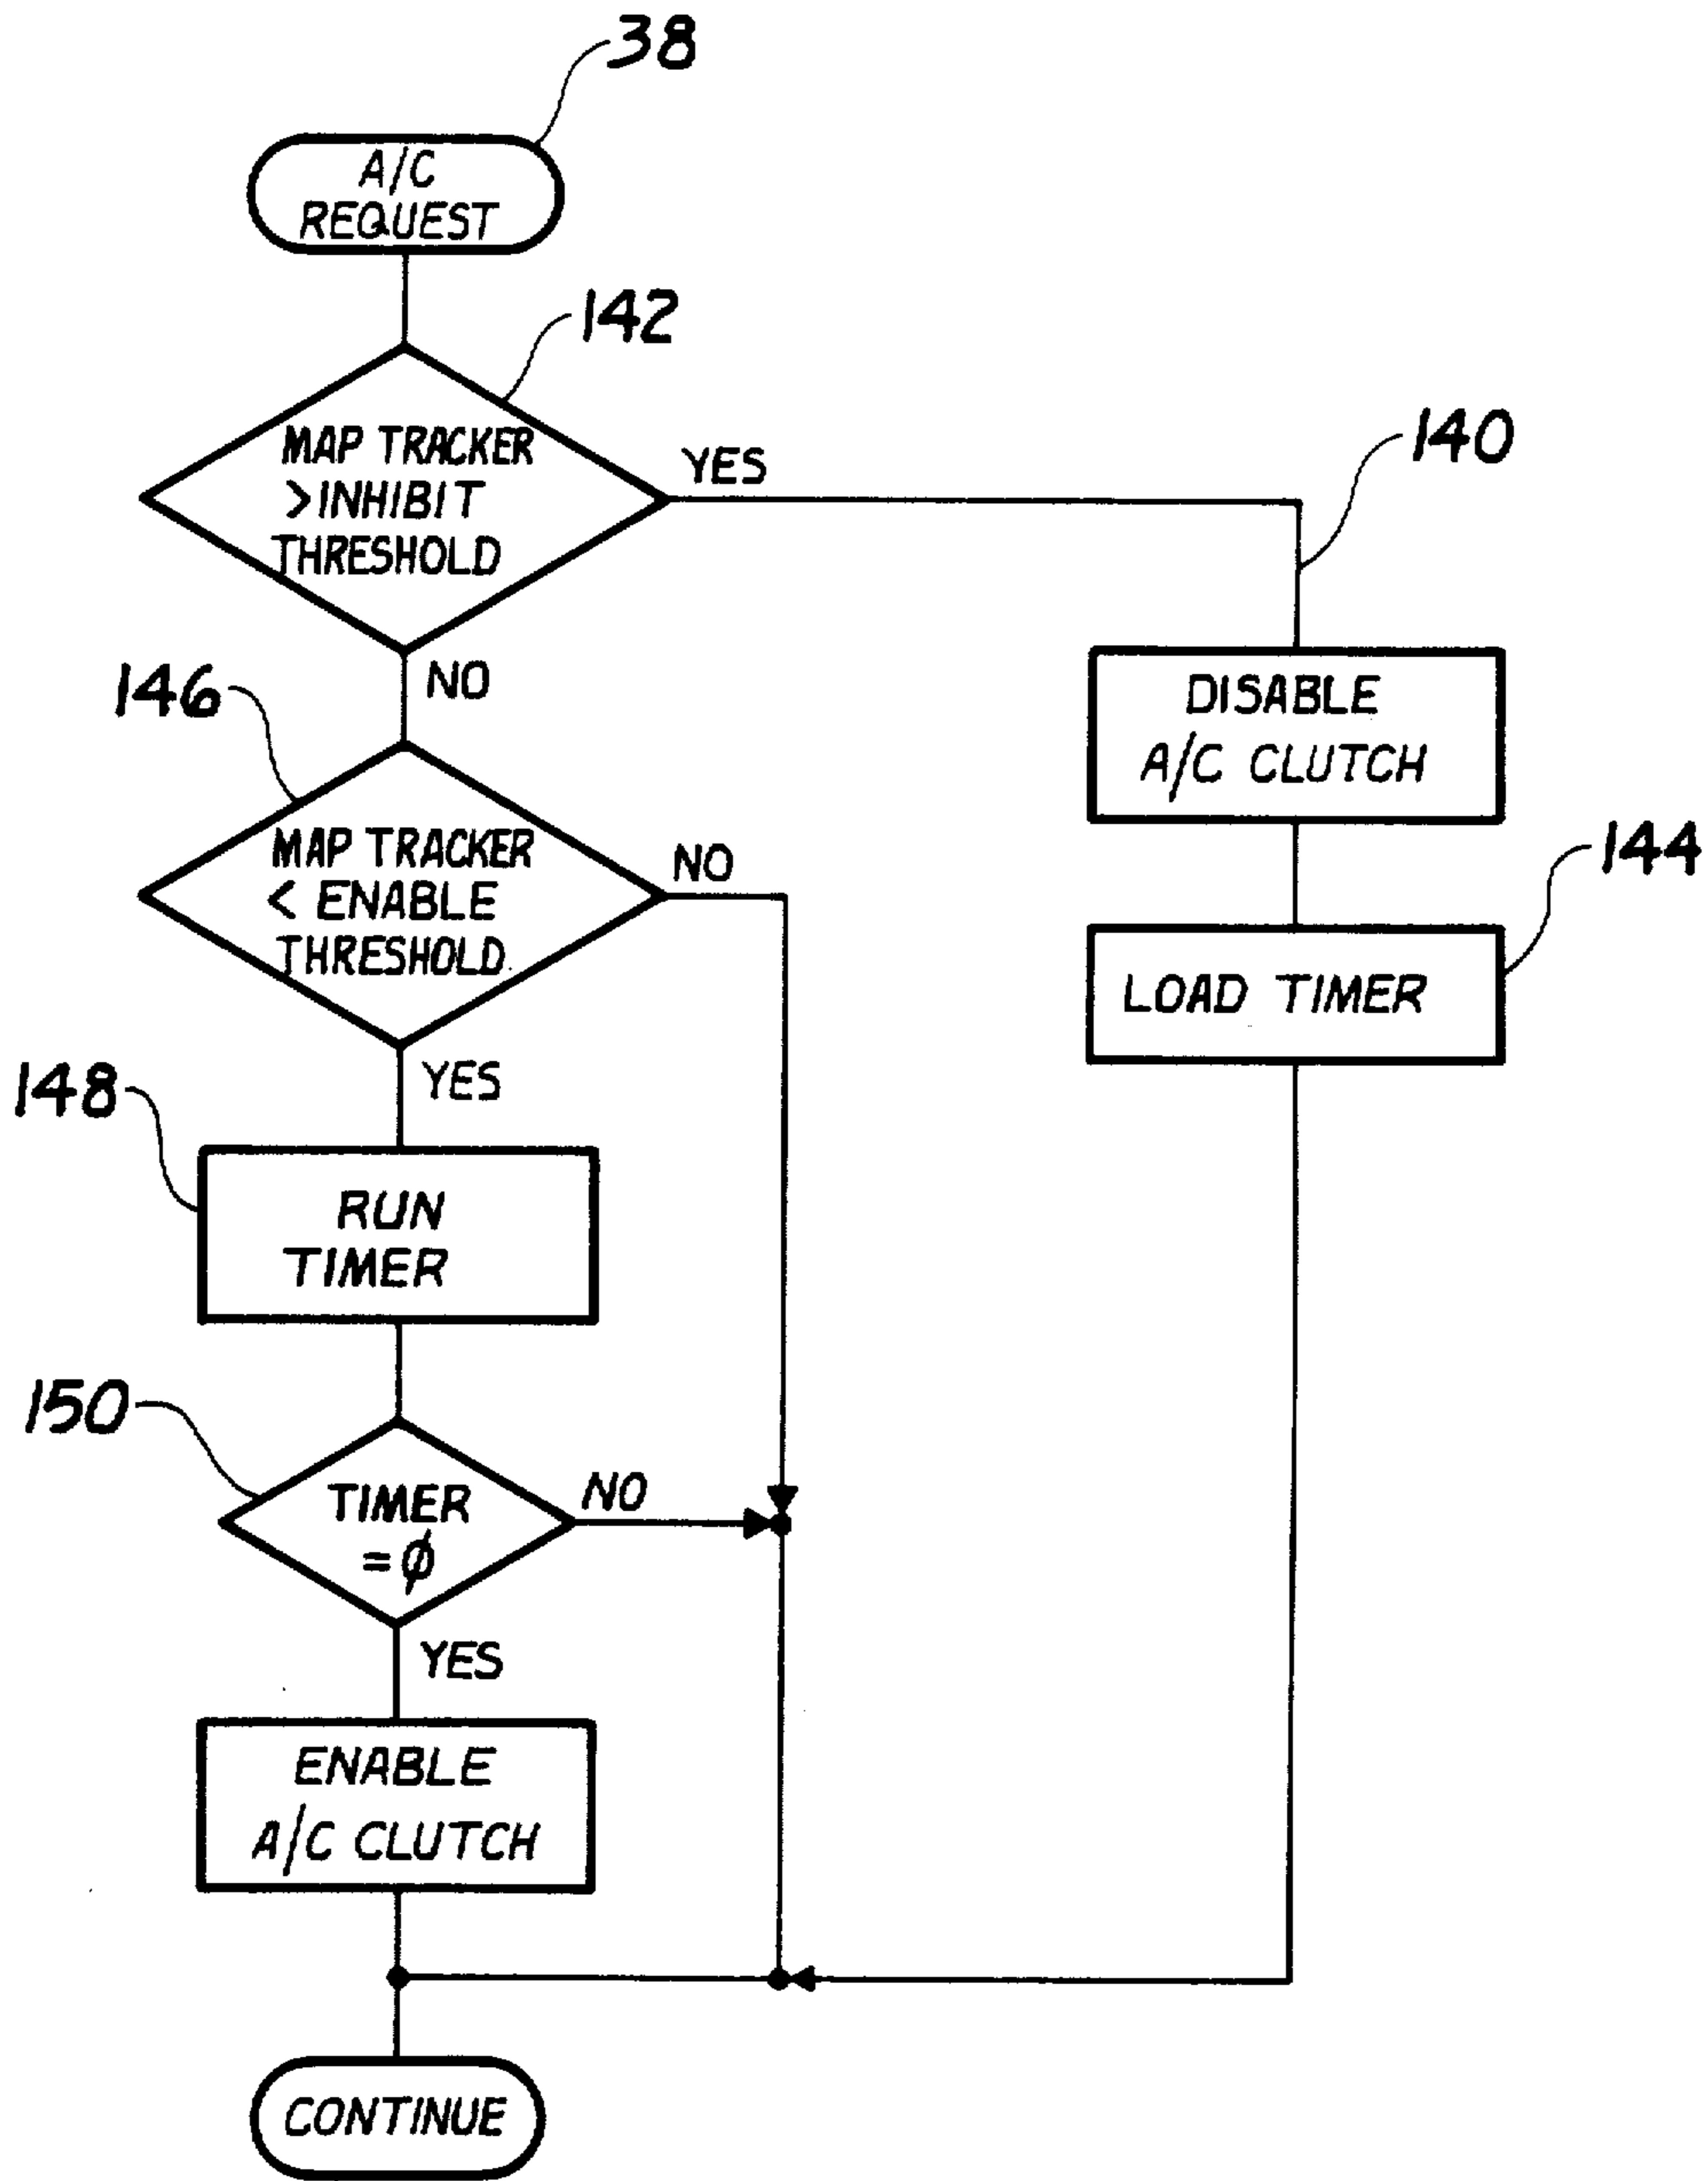 38
A/C
REQUEST
142
MAP TRACKER
>INHIBIT
THRESHOLD
YES
140
NO
DISABLE
A/C CLUTCH
146
MAP TRACKER
< ENABLE
THRESHOLD
NO
144
LOAD TIMER
YES
148
RUN
TIMER
150
TIMER
=ϕ
NO
YES
ENABLE
A/C CLUTCH
CONTINUE